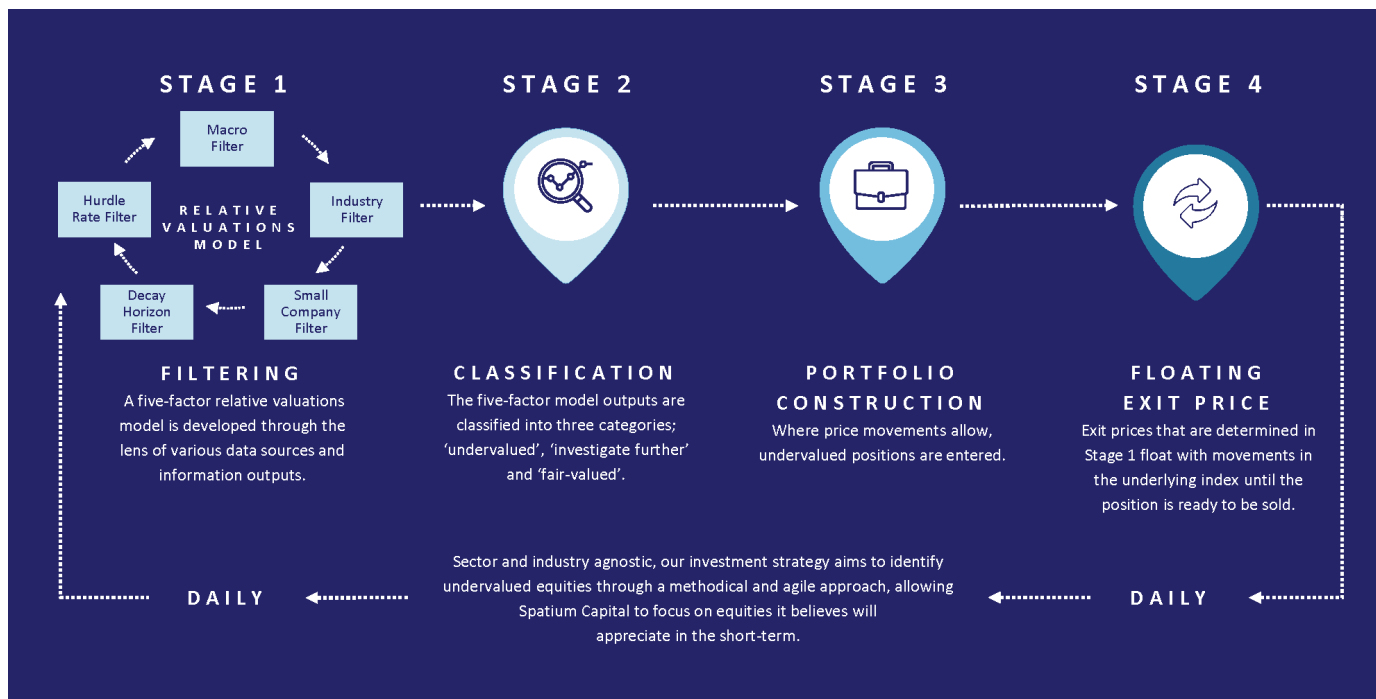 STAGE 1
Macro
Filter
Hurdle
Rate Filter
RELATIVE
VALUATIONS
MODEL
Industry
Filter
Decay
Horizon
Filter
Small
Company
Filter
FILTERING
A five-factor relative valuations
model is developed through the
lens of various data sources and
information outputs.
STAGE 2
CLASSIFICATION
The five-factor model outputs are
classified into three categories;
‘undervalued’, ‘investigate further’
and ‘fair-valued’.
STAGE 3
PORTFOLIO
CONSTRUCTION
Where price movements allow,
undervalued positions are entered.
STAGE 4
FLOATING
EXIT PRICE
Exit prices that are determined in
Stage 1 float with movements in
the underlying index until the
position is ready to be sold.
DAILY
Sector and industry agnostic, our investment strategy aims to identify
undervalued equities through a methodical and agile approach, allowing
Spatium Capital to focus on equities it believes will
appreciate in the short-term.
DAILY